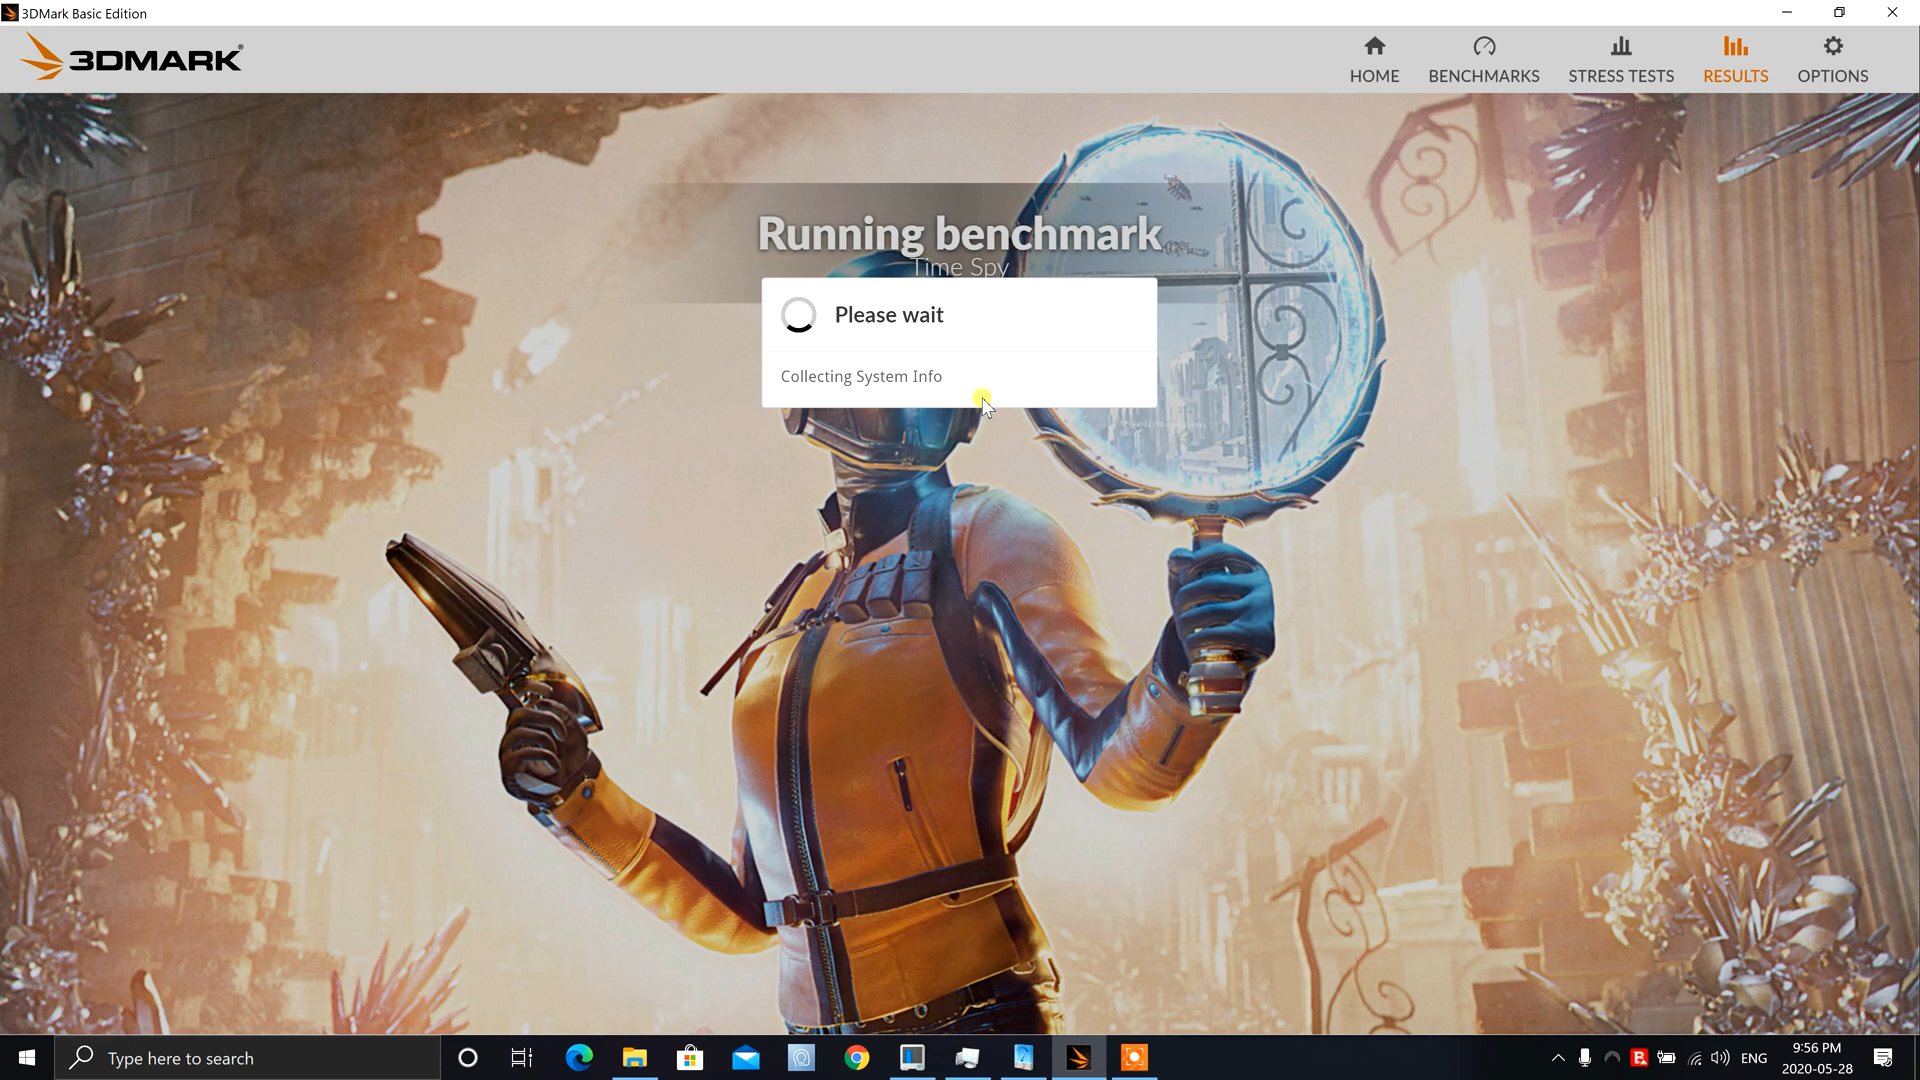 3DMark Basic Edition
3DMARK®
HOME
BENCHMARKS
STRESS TESTS
RESULTS
OPTIONS
Running benchmark
Time Spy
Please wait
Collecting System Info
Type here to search
ENG
9:56 PM
2020-05-28